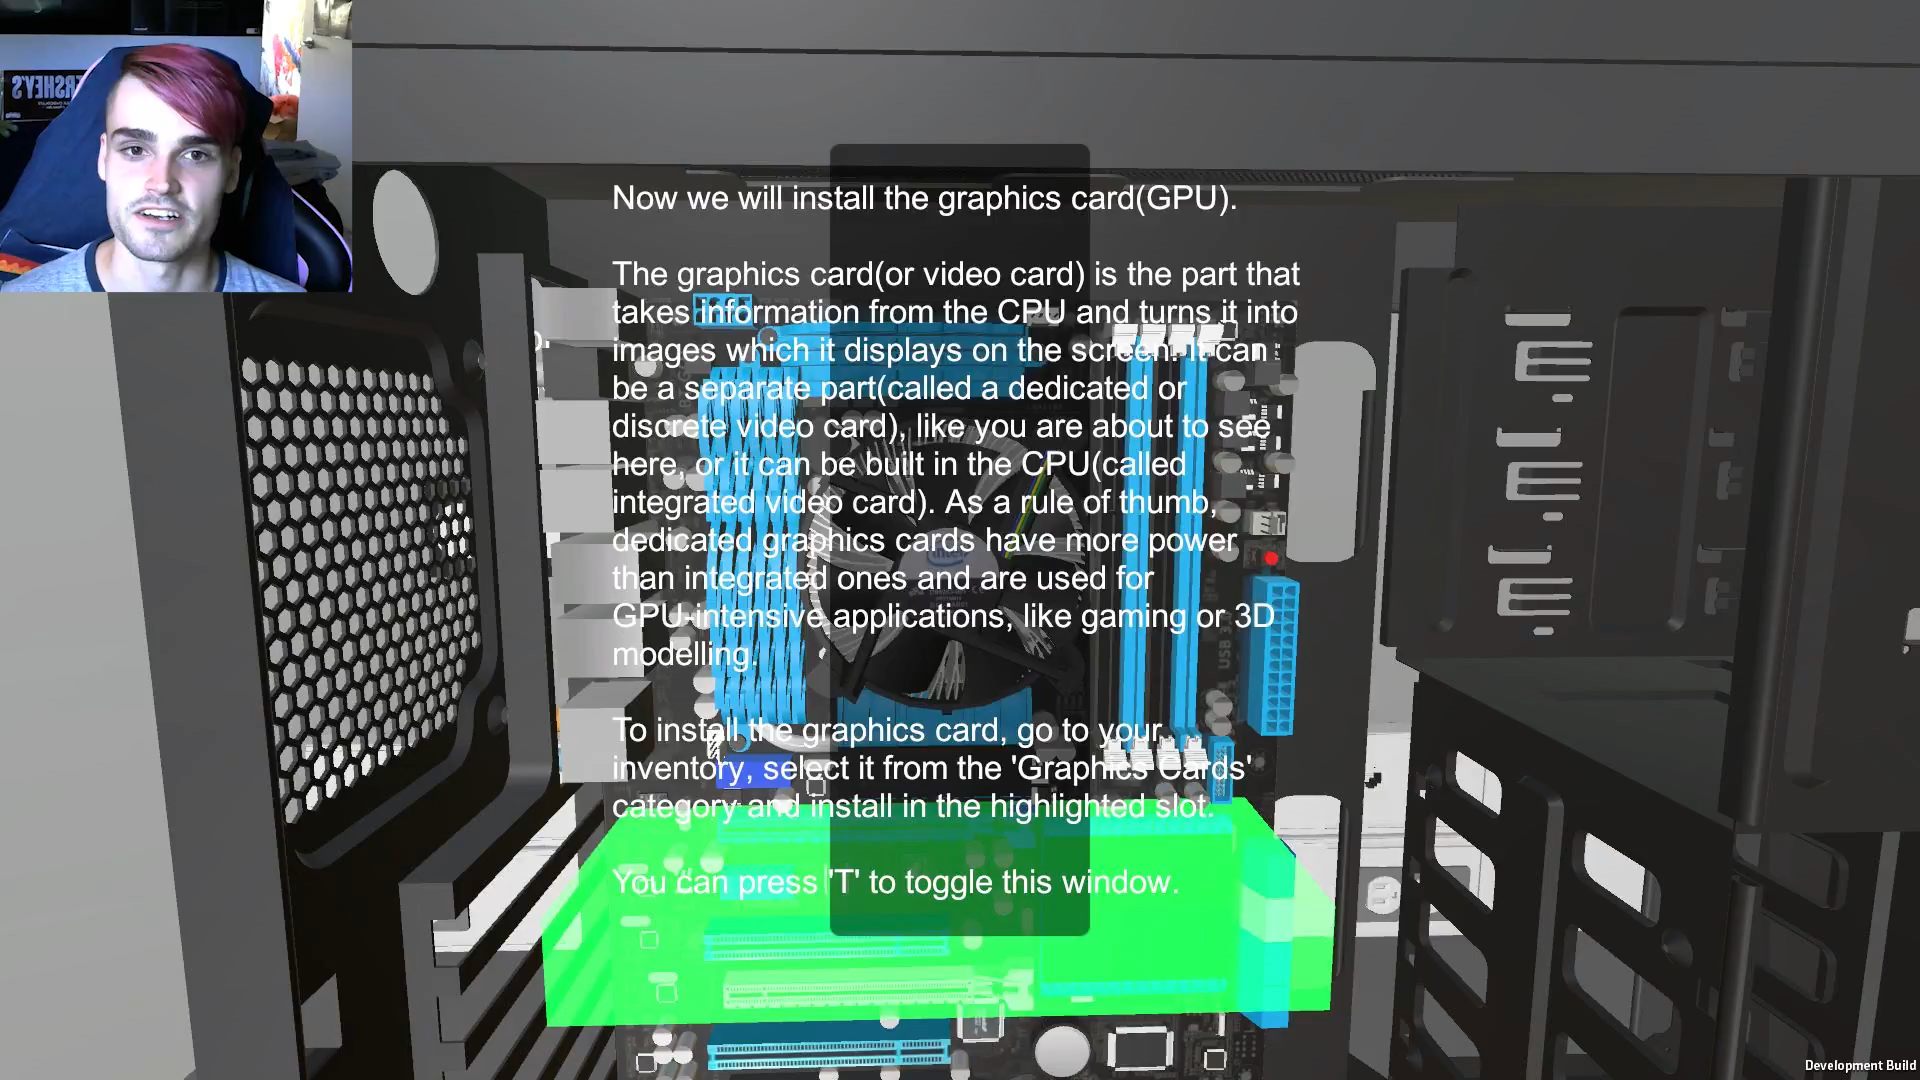 HERSHEY'S
Now we will install the graphics card(GPU).
The graphics card(or video card) is the part that
takes information from the CPU and turns it into
images which it displays on the screen. It can
be a separate part(called a dedicated or
discrete video card), like you are about to see
here, or it can be built in the CPU(called
integrated video card). As a rule of thumb,
dedicated graphics cards have more power
than integrated ones and are used for
GPU-intensive applications, like gaming or 3D
modelling.
To install the graphics card, go to your
inventory, select it from the 'Graphics Cards'
category and install in the highlighted slot.
You can press 'T' to toggle this window.
intel
USB 3
Development Build